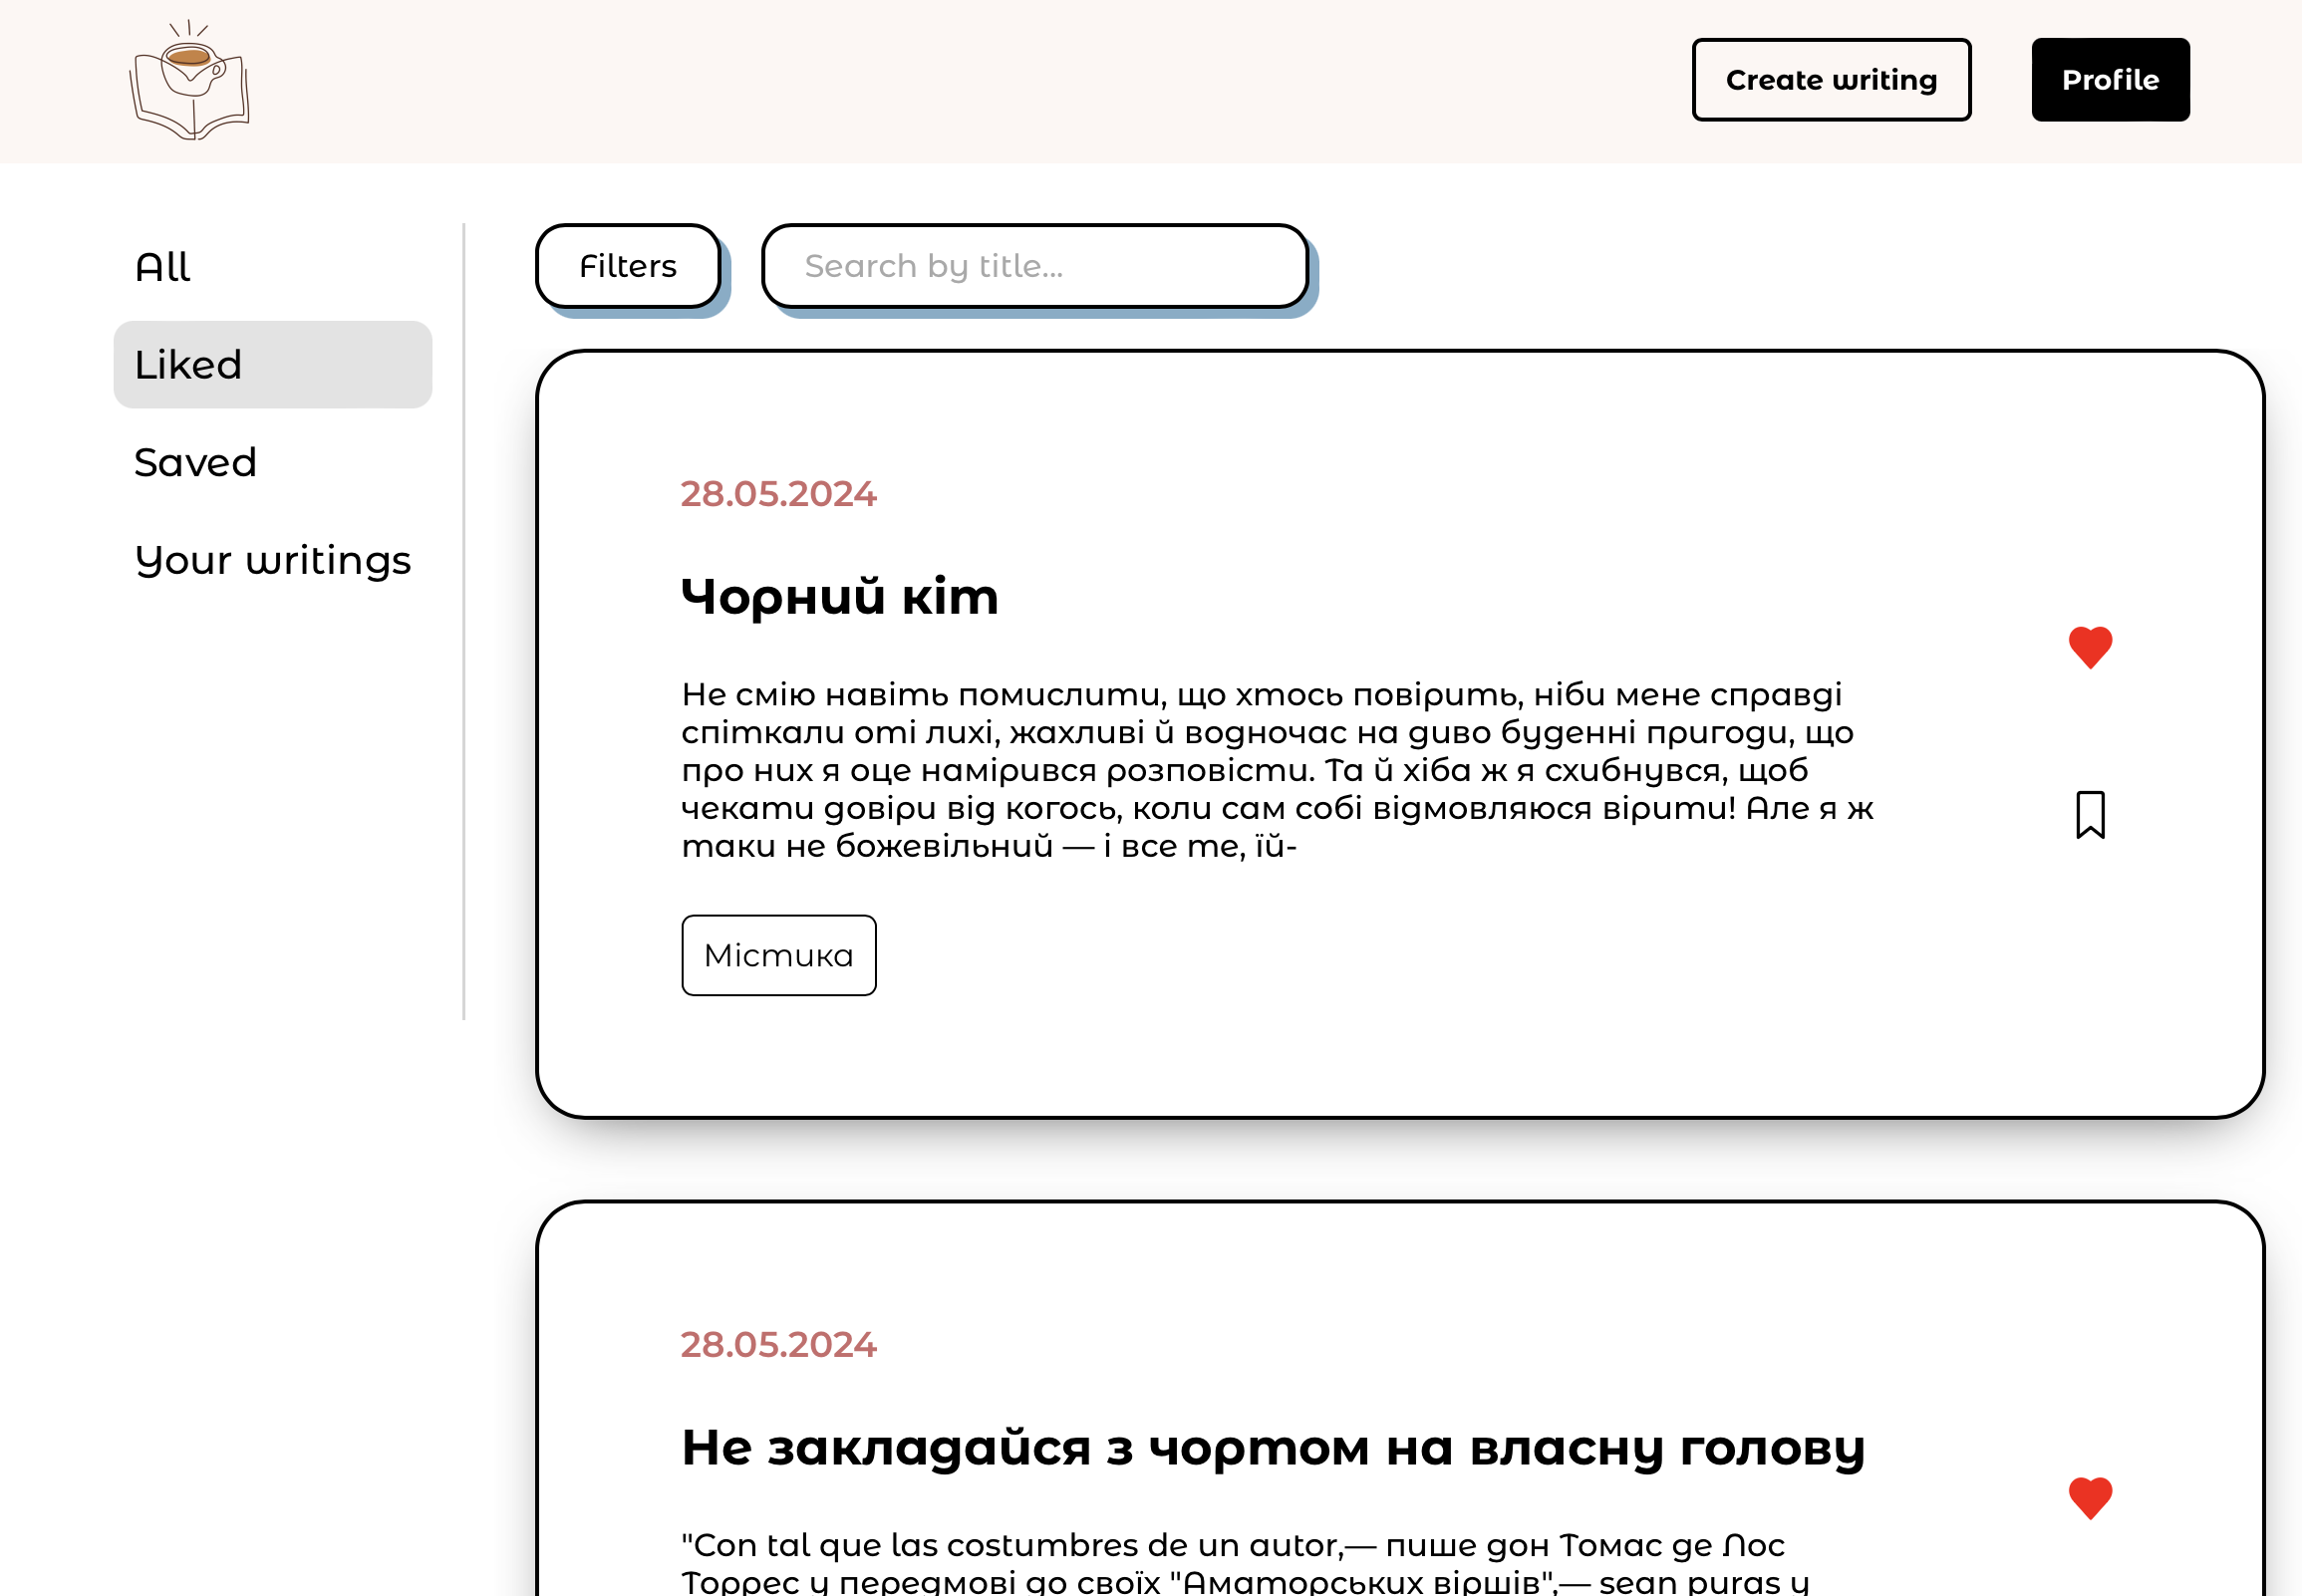 Create writing
Profile
All
Liked
Saved
Your writings
Filters
Search by title...
28.05.2024
Чорний кіт
Не смію навіть помислити, що хтось повірить, ніби мене справді
спіткали оті лихі, жахливі й водночас на диво буденні пригоди, що
про них я оце намірився розповісти. Та й хіба ж я схибнувся, щоб
чекати довіри від когось, коли сам собі відмовляюся вірити! Але я ж
таки не божевільний — і все те, їй-
Містика
28.05.2024
Не закладайся з чортом на власну голову
"Con tal que las costumbres de un autor,— пише дон Томас де Лос
Торрес у передмові до своїх "Аматорських віршів",— sean puras y